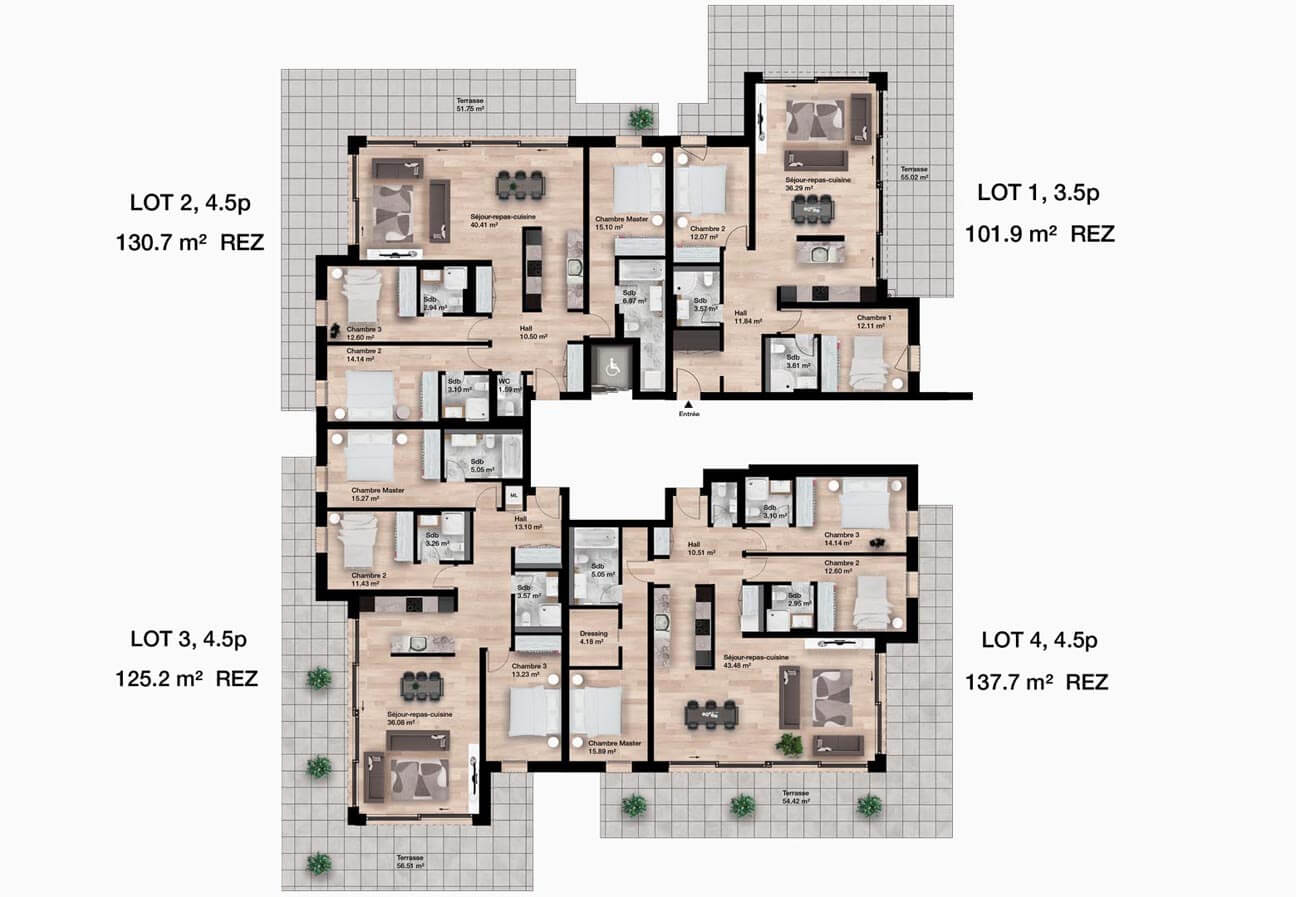 LOT 2, 4.5p
130.7 m² REZ
Terrasse
51.75 m²
Séjour-repas-cuisine
40.41 m²
Chambre Master
15.10 m²
Sdb
6.87 m²
Sdb
2.94 m²
Chambre 3
12.60 m²
Chambre 2
14.14 m²
Hall
10.50 m²
Sdb
3.10 m²
WC
1.59 m²
LOT 1, 3.5p
101.9 m² REZ
Terrasse
55.02 m²
Séjour-repas-cuisine
36.29 m²
Chambre 2
12.07 m²
Sdb
3.57 m²
Hall
11.84 m²
Chambre 1
12.11 m²
Sdb
3.61 m²
Entrée
LOT 3, 4.5p
125.2 m² REZ
Sdb
5.05 m²
Chambre Master
15.27 m²
ML
Hall
13.10 m²
Sdb
3.26 m²
Chambre 2
11.43 m²
Sdb
3.57 m²
Chambre 3
13.23 m²
Séjour-repas-cuisine
36.08 m²
Terrasse
56.51 m²
LOT 4, 4.5p
137.7 m² REZ
Sdb
3.10 m²
Chambre 3
14.14 m²
Hall
10.51 m²
Chambre 2
12.60 m²
Sdb
5.05 m²
Sdb
2.95 m²
Dressing
4.18 m²
Séjour-repas-cuisine
43.48 m²
Chambre Master
15.89 m²
Terrasse
54.42 m²